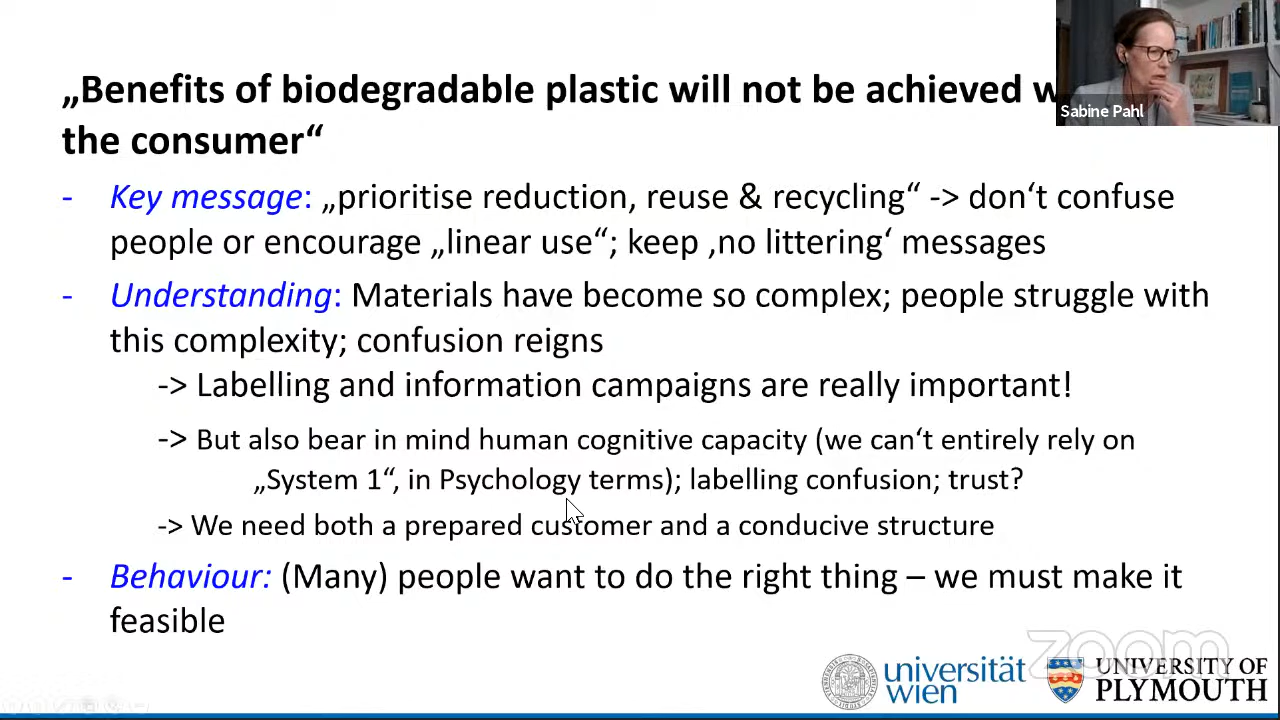 „Benefits of biodegradable plastic will not be achieved w
Sabine Pahl
the consumer“
- Key message: „prioritise reduction, reuse & recycling“ -> don‘t confuse
people or encourage „linear use“; keep ‚no littering‘ messages
- Understanding: Materials have become so complex; people struggle with
this complexity; confusion reigns
-> Labelling and information campaigns are really important!
-> But also bear in mind human cognitive capacity (we can‘t entirely rely on
„System 1“, in Psychology terms); labelling confusion; trust?
-> We need both a prepared customer and a conducive structure
- Behaviour: (Many) people want to do the right thing – we must make it
feasible
zoom
universität
wien
UNIVERSITY OF
PLYMOUTH